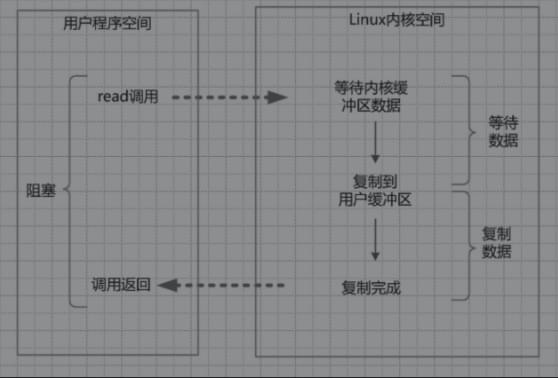 用户程序空间
Linux内核空间
read调用
等待内核缓
冲区数据
等待
数据
阻塞
复制到
用户缓冲区
复制
数据
调用返回
复制完成